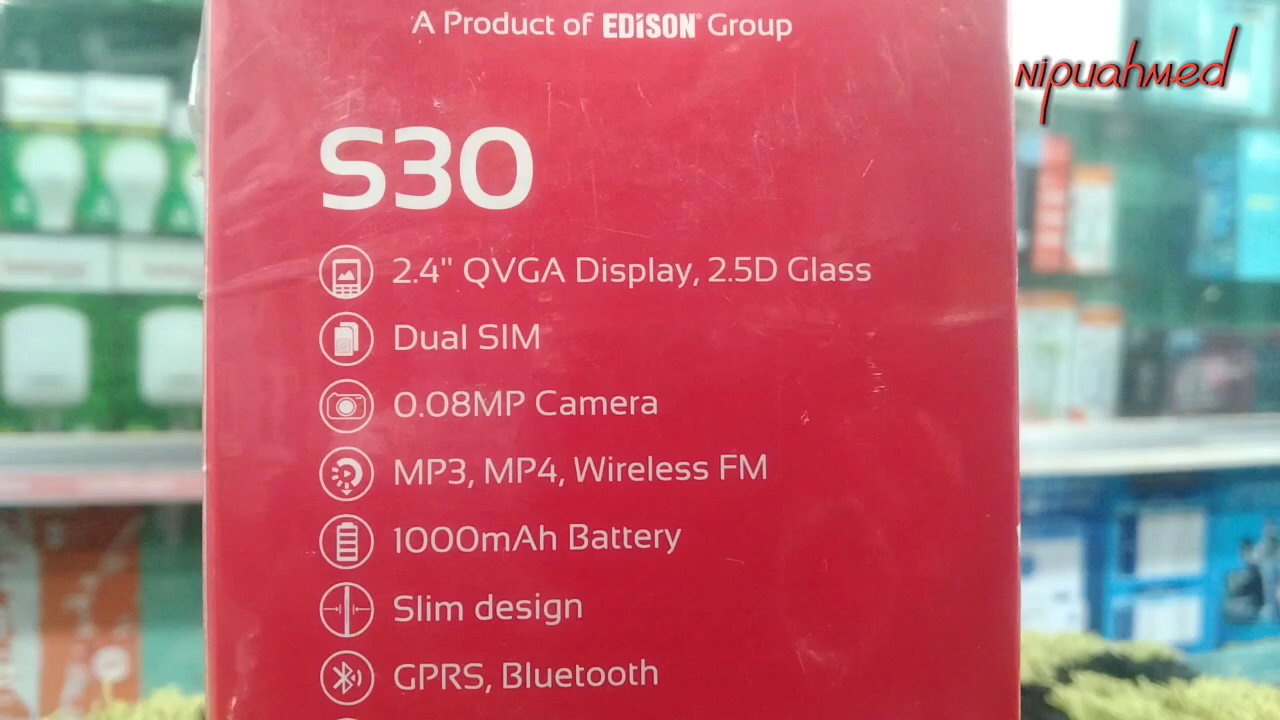 A Product of EDISON Group
nipuahmed
S30
2.4" QVGA Display, 2.5D Glass
Dual SIM
0.08MP Camera
MP3, MP4, Wireless FM
1000mAh Battery
Slim design
GPRS, Bluetooth